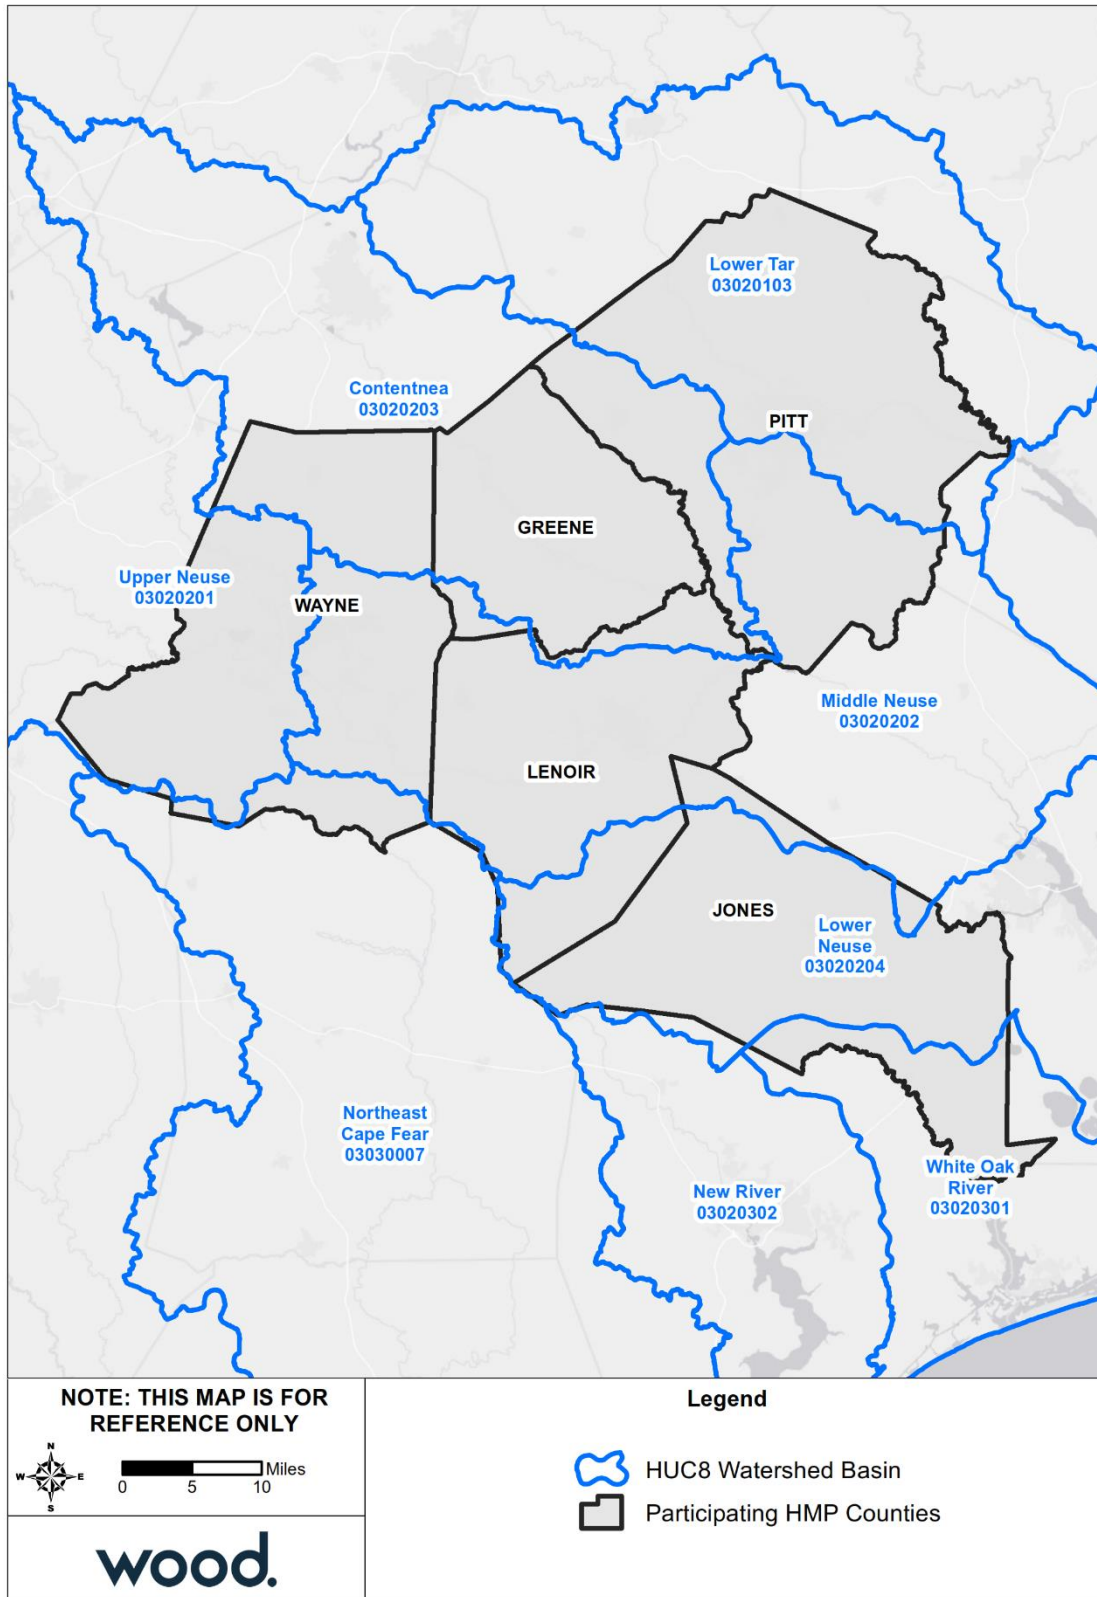 Lower Tar
03020103
Contentnea
03020203
PITT
GREENE
Upper Neuse
03020201
WAYNE
Middle Neuse
03020202
LENOIR
JONES
Lower
Neuse
03020204
Northeast
Cape Fear
03030007
New River
03020302
White Oak
River
03020301
NOTE: THIS MAP IS FOR
REFERENCE ONLY
N
W E
S
Miles
0 5 10
wood.
Legend
HUC8 Watershed Basin
Participating HMP Counties